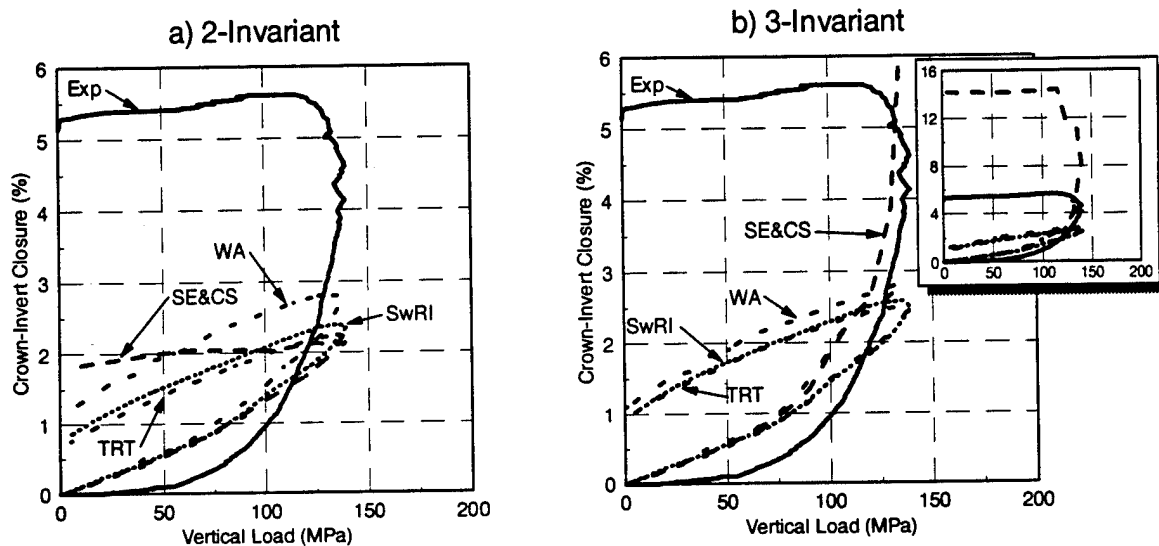 a) 2-Invariant
6
5
4
3
2
1
0
Crown-Invert Closure (%)
Exp
WA
SE&CS
SwRI
TRT
0 50 100 150 200
Vertical Load (MPa)
b) 3-Invariant
6
5
4
3
2
1
0
Crown-Invert Closure (%)
Exp
SE&CS
WA
SwRI
TRT
0 50 100 150 200
Vertical Load (MPa)
16
12
8
4
0
0 50 100 150 200